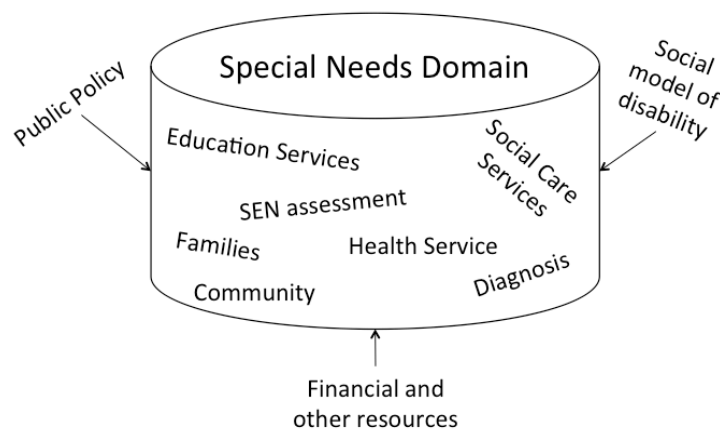 Special Needs Domain
Public Policy
Social
model of
disability
Education Services
Social Care
Services
SEN assessment
Families
Health Service
Diagnosis
Community
Financial and
other resources